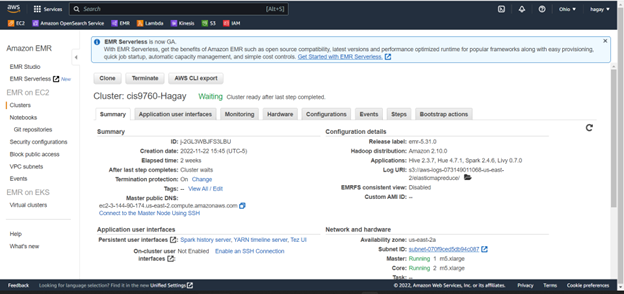 aws
Services
Search
[Alt+S]
Ohio
hagay
EC2
Amazon OpenSearch Service
EMR
Lambda
Kinesis
S3
IAM
Amazon EMR
EMR Studio
EMR Serverless New
EMR on EC2
Clusters
Notebooks
Git repositories
Security configurations
Block public access
VPC subnets
Events
EMR on EKS
Virtual clusters
Help
What's new
EMR Serverless is now GA.
With EMR Serverless, get the benefits of Amazon EMR such as open source compatibility, latest versions and performance optimized runtime for popular frameworks along with easy provisioning,
quick job startup, automatic capacity management, and simple cost controls. Get Started with EMR Serverless.
Clone
Terminate
AWS CLI export
Cluster: cis9760-Hagay Waiting Cluster ready after last step completed.
Summary
Application user interfaces
Monitoring
Hardware
Configurations
Events
Steps
Bootstrap actions
Summary
ID: j-2GL3WBJFS3LBU
Creation date: 2022-11-22 15:45 (UTC-5)
Elapsed time: 2 weeks
After last step completes: Cluster waits
Termination protection: On Change
Tags: -- View All / Edit
Master public DNS:
ec2-3-144-90-174.us-east-2.compute.amazonaws.com
Connect to the Master Node Using SSH
Configuration details
Release label: emr-5.31.0
Hadoop distribution: Amazon 2.10.0
Applications: Hive 2.3.7, Hue 4.7.1, Spark 2.4.6, Livy 0.7.0
Log URI: s3://aws-logs-073149011068-us-east-
2/elasticmapreduce/
EMRFS consistent view: Disabled
Custom AMI ID: --
Application user interfaces
Persistent user interfaces: Spark history server, YARN timeline server, Tez UI
On-cluster user Not Enabled Enable an SSH Connection
interfaces:
Network and hardware
Availability zone: us-east-2a
Subnet ID: subnet-070f9ced5db94c087
Master: Running 1 m5.xlarge
Core: Running 2 m5.xlarge
Task: --
Feedback
Looking for language selection? Find it in the new Unified Settings
© 2022, Amazon Web Services, Inc. or its affiliates.
Privacy
Terms
Cookie preferences